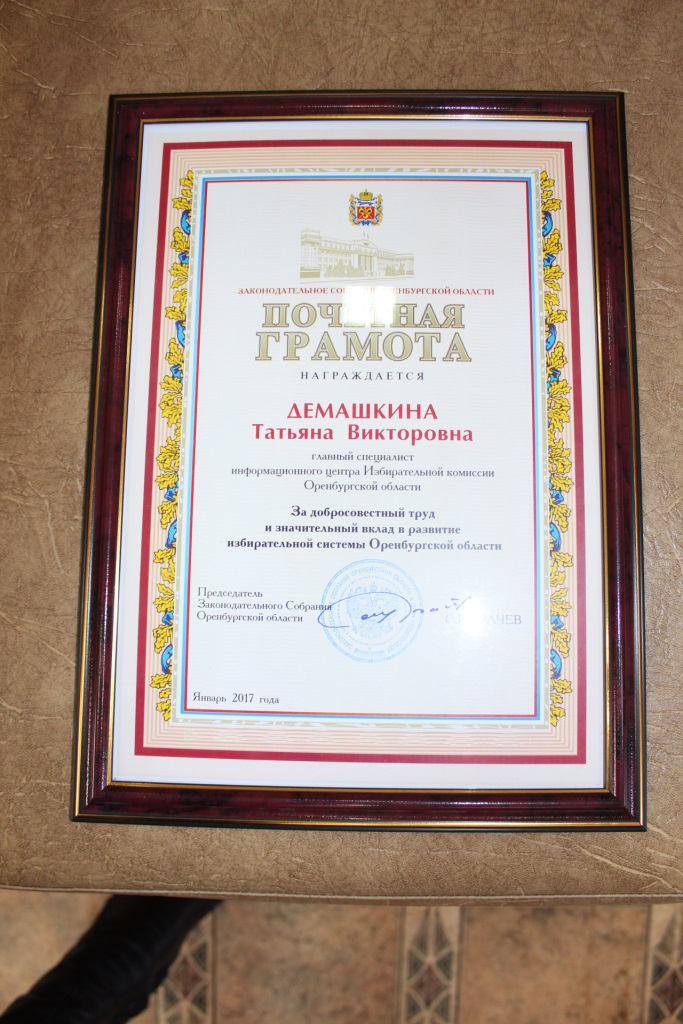 ЗАКОНОДАТЕЛЬНОЕ ОРЕНБУРГСКОЙ ОБЛАСТИ
ПОЧЕТНАЯ
ГРАМОТА
НАГРАЖДАЕТСЯ
ДЕМАШКИНА
Татьяна Викторовна
главный специалист
информационного центра Избирательной комиссии
Оренбургской области
За добросовестный труд
и значительный вклад в развитие
избирательной системы Оренбургской области
Председатель
Законодательного Собрания
Оренбургской области
Январь 2017 года